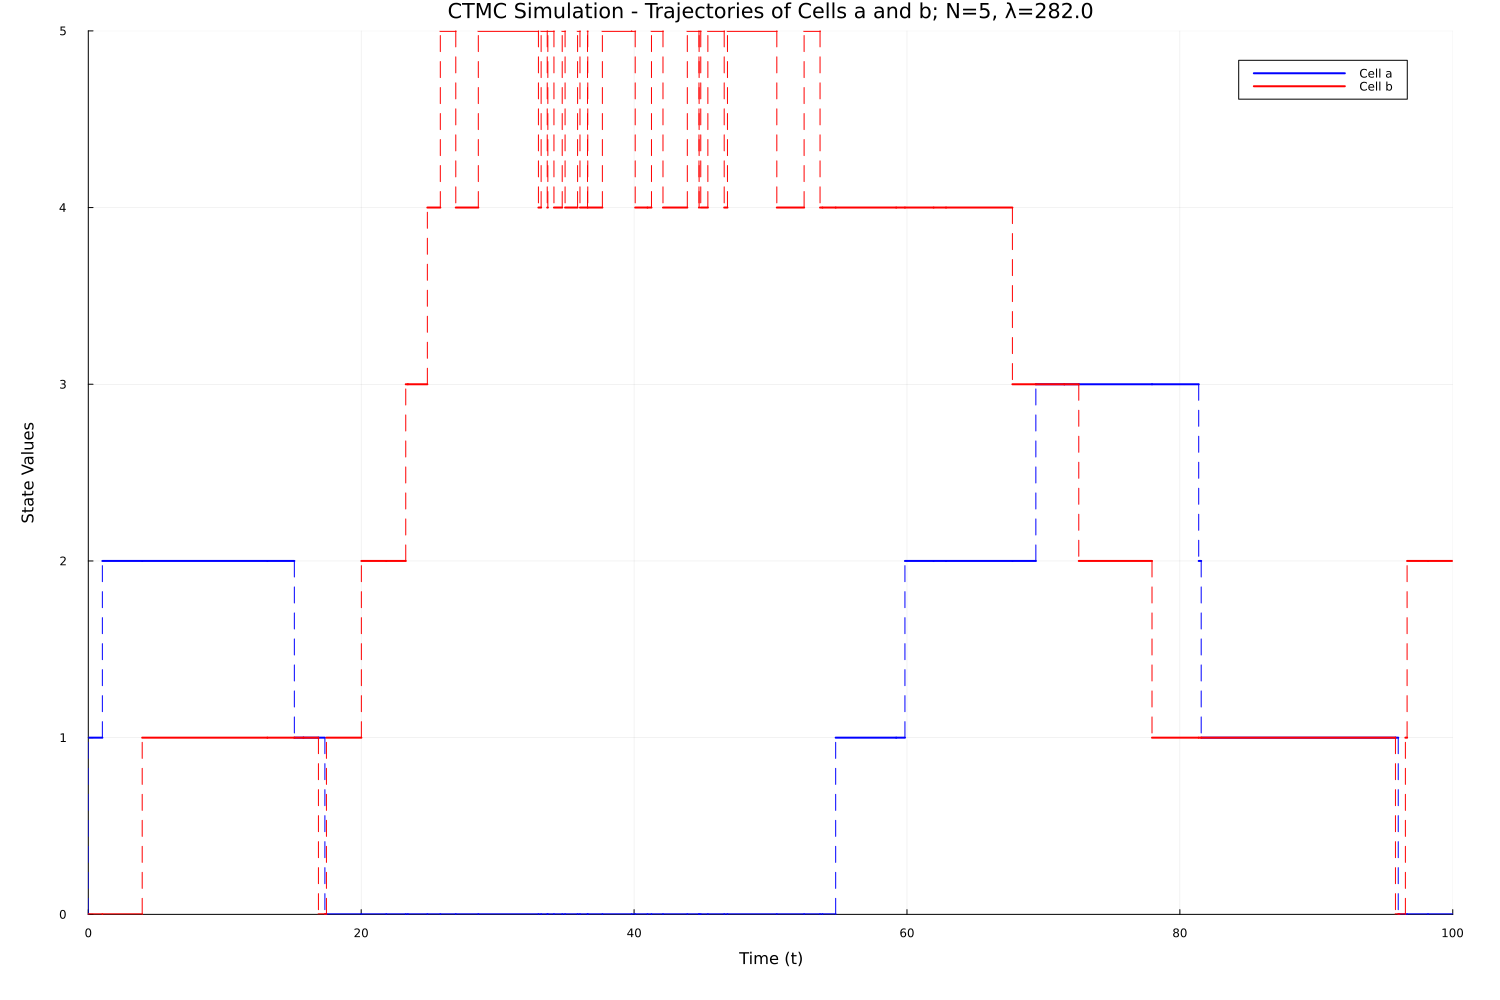 CTMC Simulation - Trajectories of Cells a and b; N=5, λ=282.0
5
Cell a
Cell b
4
3
State Values
2
1
0
0 20 40 60 80 100
Time (t)